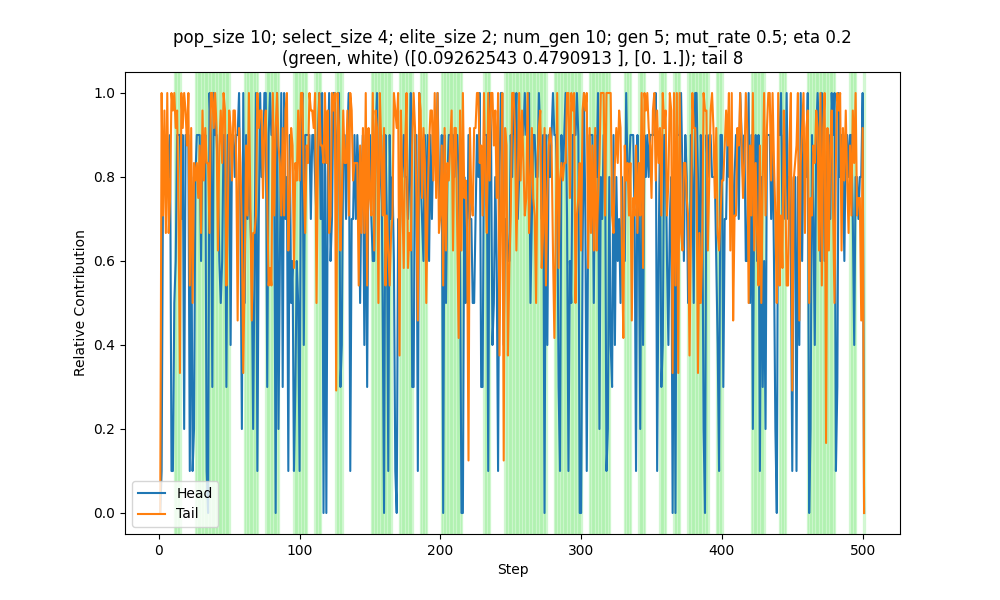 pop_size 10; select_size 4; elite_size 2; num_gen 10; gen 5; mut_rate 0.5; eta 0.2
(green, white) ([0.09262543 0.4790913 ], [0. 1.]); tail 8
Relative Contribution
1.0
0.8
0.6
0.4
0.2
0.0
Head
Tail
0
100
200
300
400
500
Step